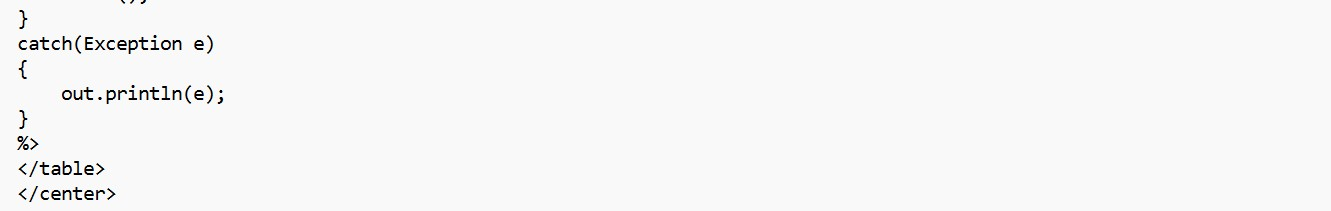 }
catch(Exception e)
{
    out.println(e);
}
%>
</table>
</center>